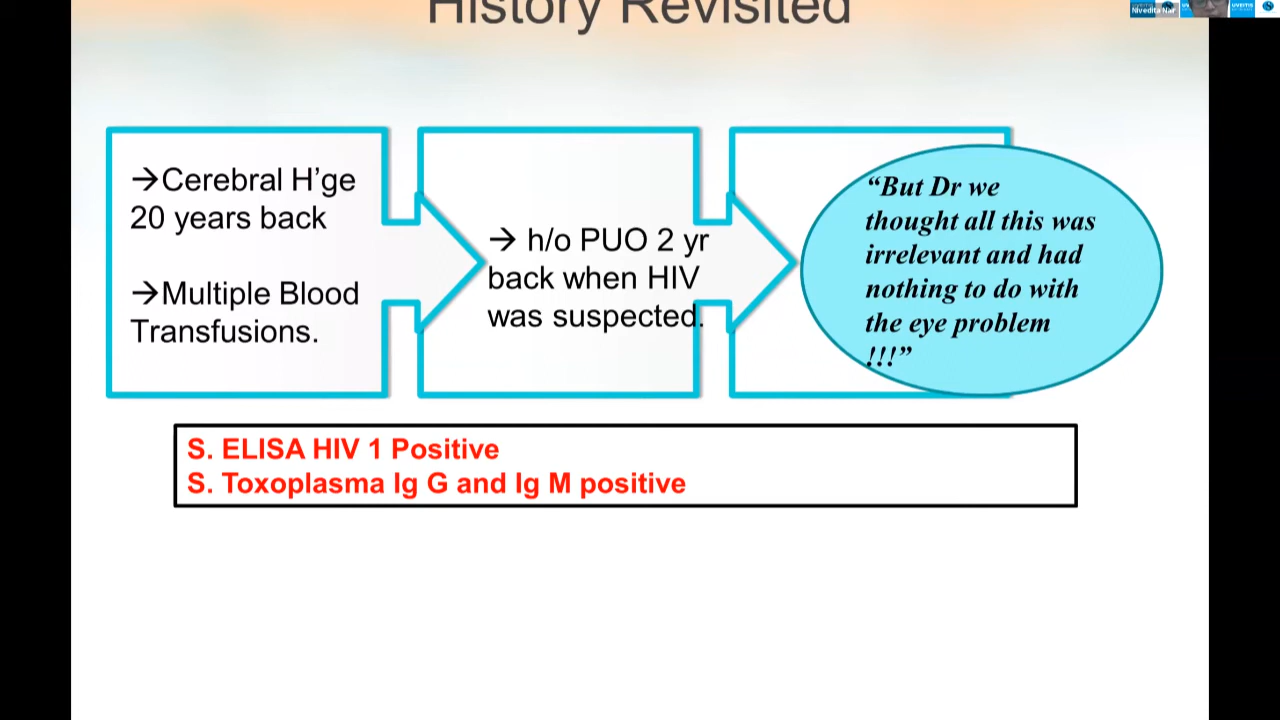 History Revisited
Nivedita Nair
→Cerebral H’ge
20 years back
→Multiple Blood
Transfusions.
→ h/o PUO 2 yr
back when HIV
was suspected.
“But Dr we
thought all this was
irrelevant and had
nothing to do with
the eye problem
!!!”
S. ELISA HIV 1 Positive
S. Toxoplasma Ig G and Ig M positive